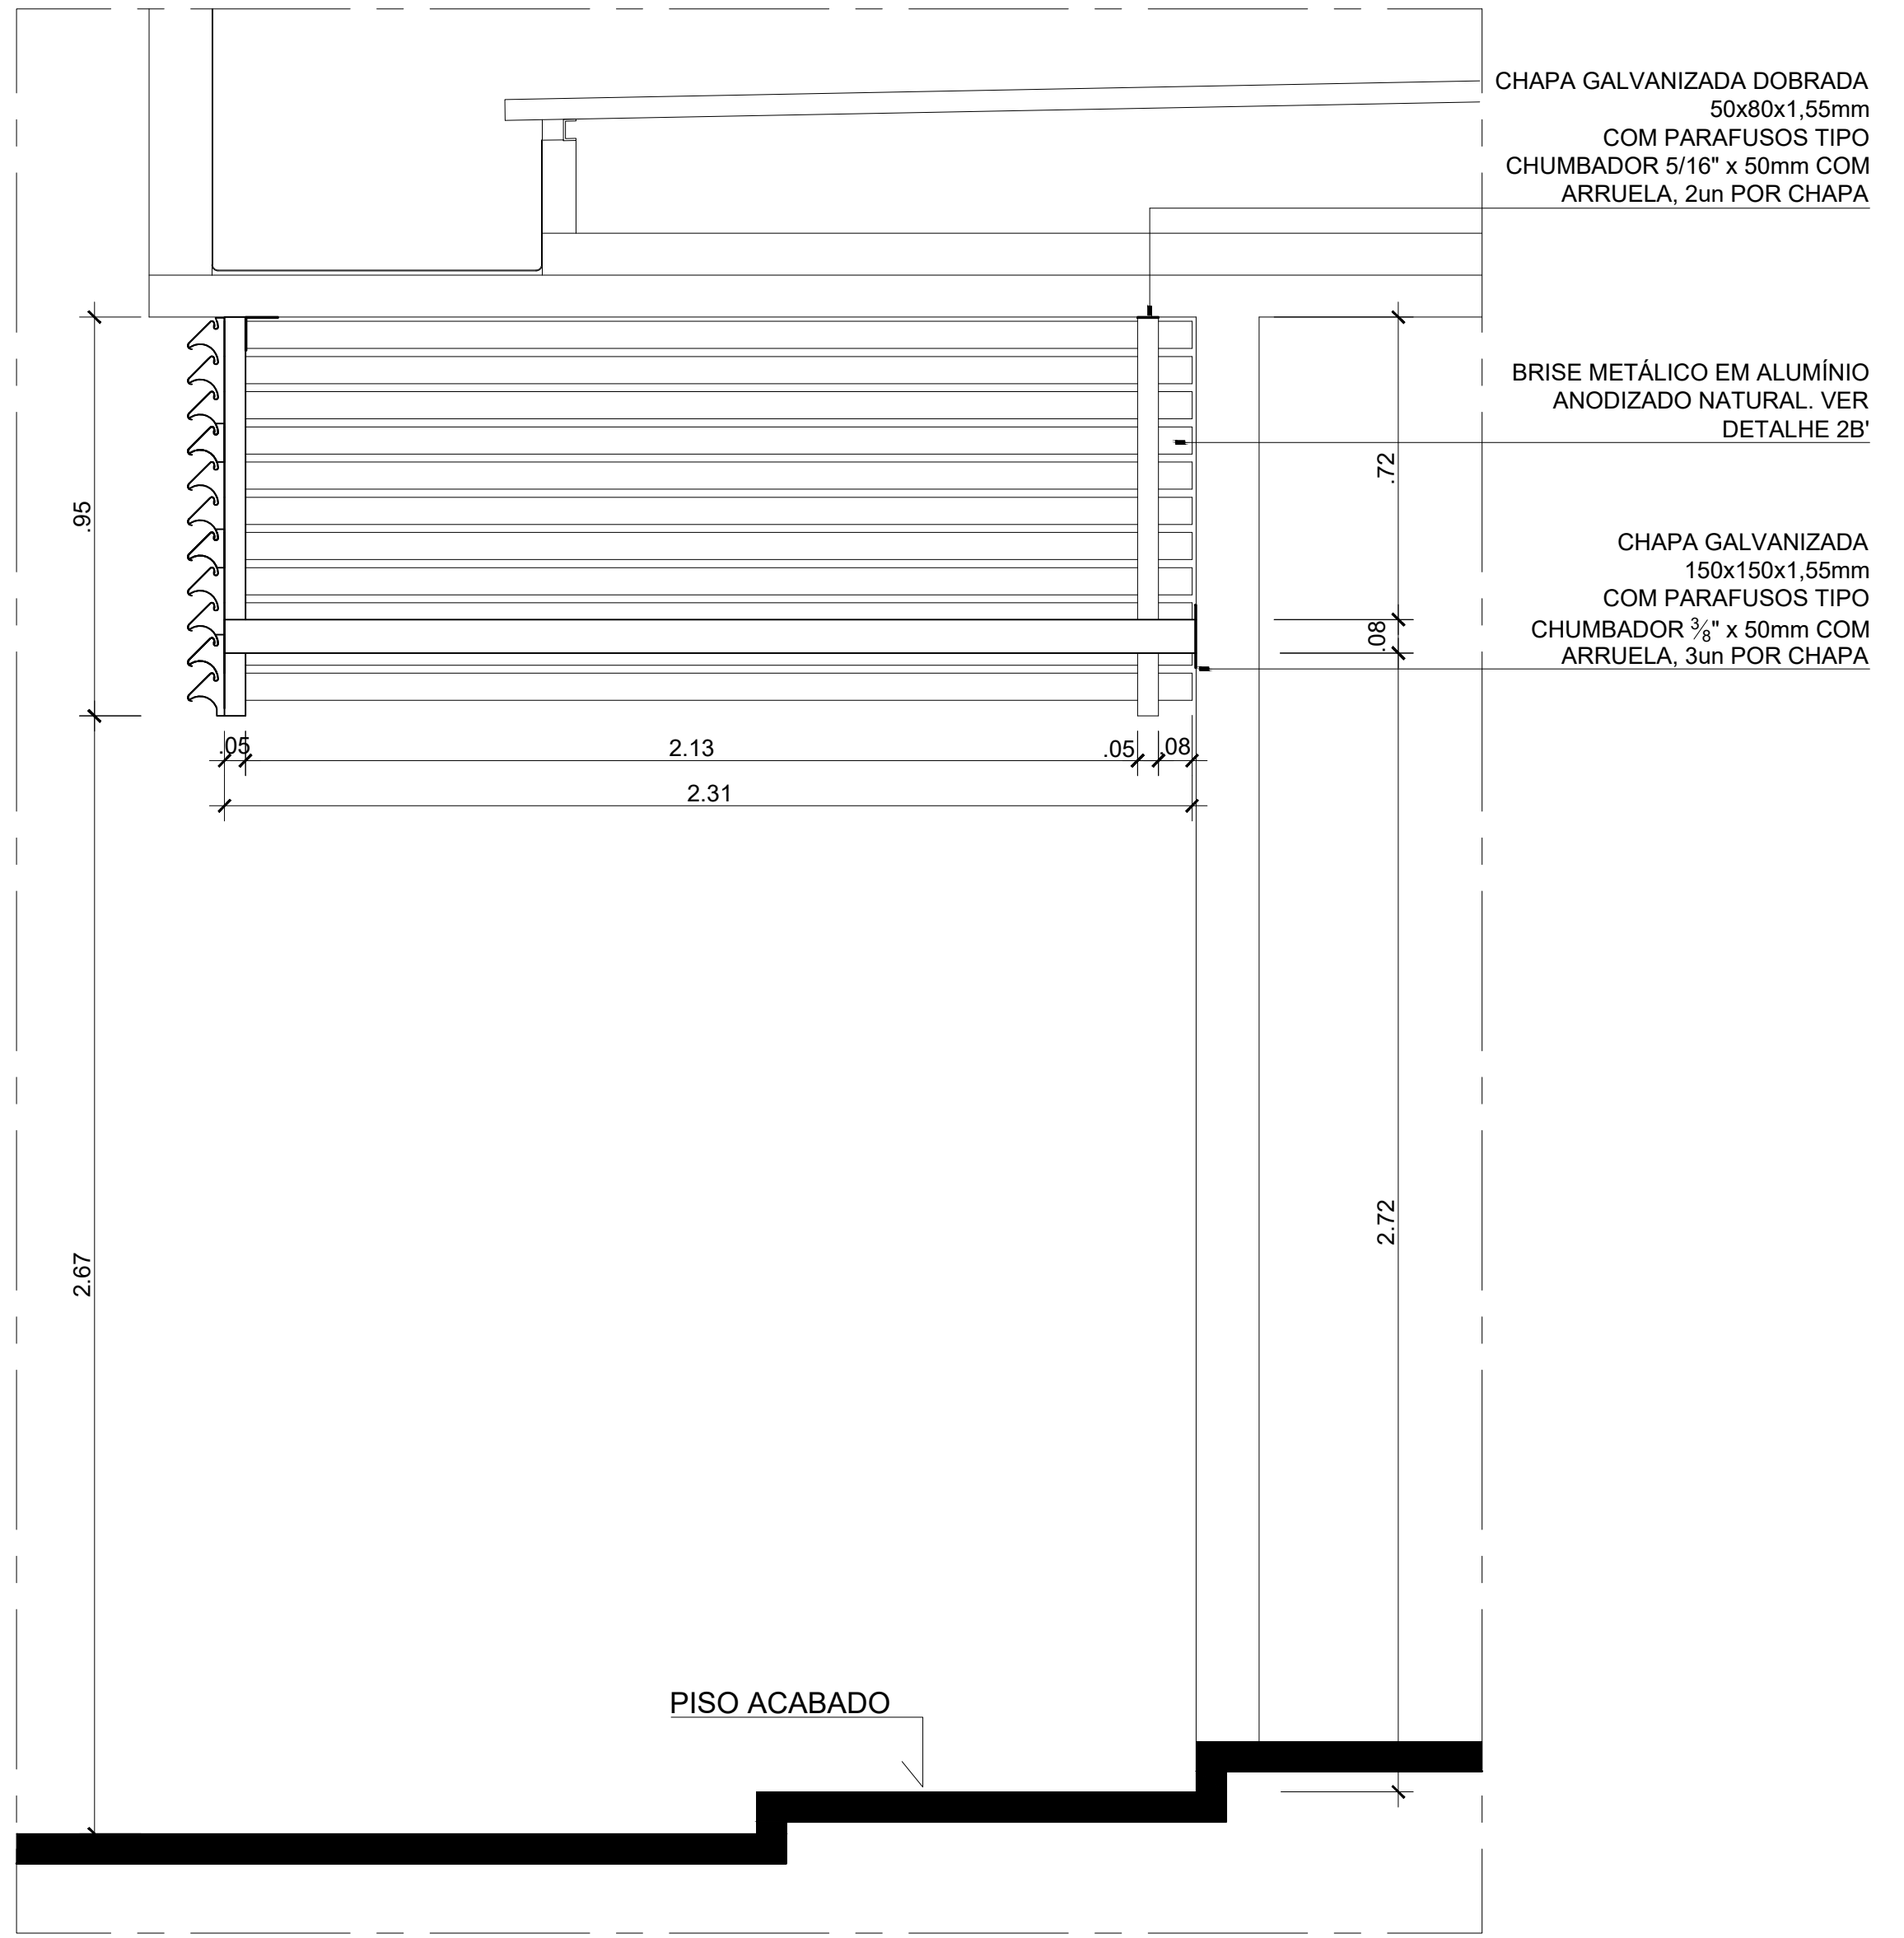 CHAPA GALVANIZADA DOBRADA
50x80x1,55mm
COM PARAFUSOS TIPO
CHUMBADOR 5/16" x 50mm COM
ARRUELA, 2un POR CHAPA
BRISE METÁLICO EM ALUMÍNIO
ANODIZADO NATURAL. VER
DETALHE 2B'
.72
.95
CHAPA GALVANIZADA
150x150x1,55mm
COM PARAFUSOS TIPO
CHUMBADOR ⅜" x 50mm COM
ARRUELA, 3un POR CHAPA
.08
.05
2.13
.05
.08
2.31
2.72
2.67
PISO ACABADO